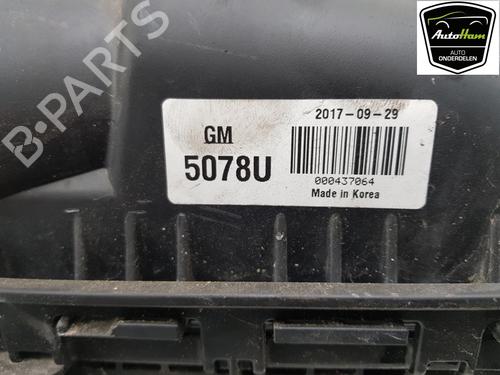 AutoHam
AUTO
ONDERDELEN
B-PARTS
GM
5078U
2017-09-29
000437064
Made in Korea